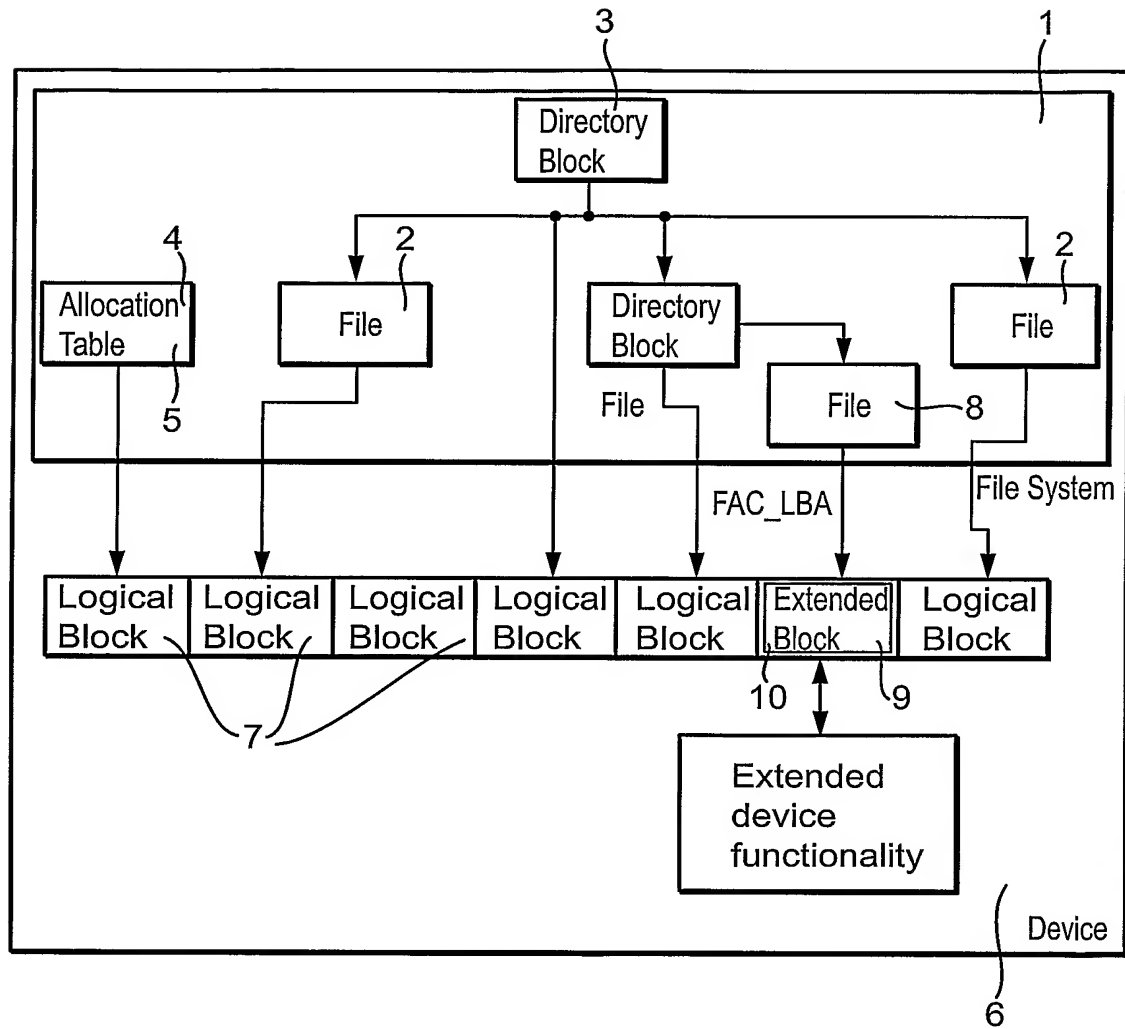 3
1
Directory
Block
4
2
2
Allocation
Table
File
Directory
Block
File
5
File
File
8
FAC_LBA
File System
Logical
Block
Logical
Block
Logical
Block
Logical
Block
Logical
Block
Extended
Block
Logical
Block
7
10
9
Extended
device
functionality
Device
6